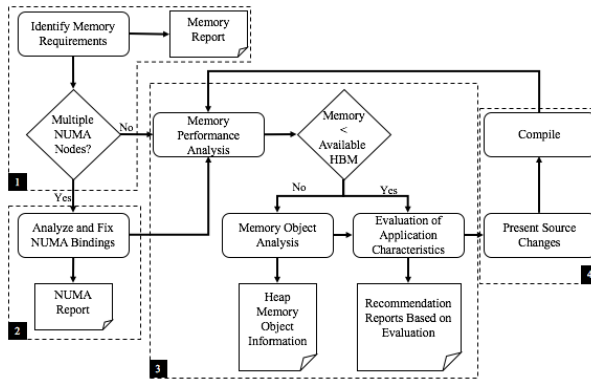 Identify Memory
Requirements
Memory
Report
Multiple
NUMA
Nodes?
No
Yes
1
Memory
Performance
Analysis
Memory
<
Available
HBM
No
Yes
Compile
Analyze and Fix
NUMA Bindings
Memory Object
Analysis
Evaluation of
Application
Characteristics
Present Source
Changes
4
NUMA
Report
2
Heap
Memory
Object
Information
Recommendation
Reports Based on
Evaluation
3